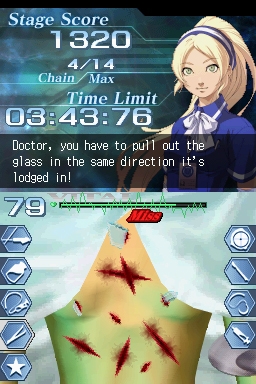 Stage Score
1320
4/14
Chain / Max
Time Limit
03:43:76
Doctor, you have to pull out the
glass in the same direction it's
lodged in!
79
Miss